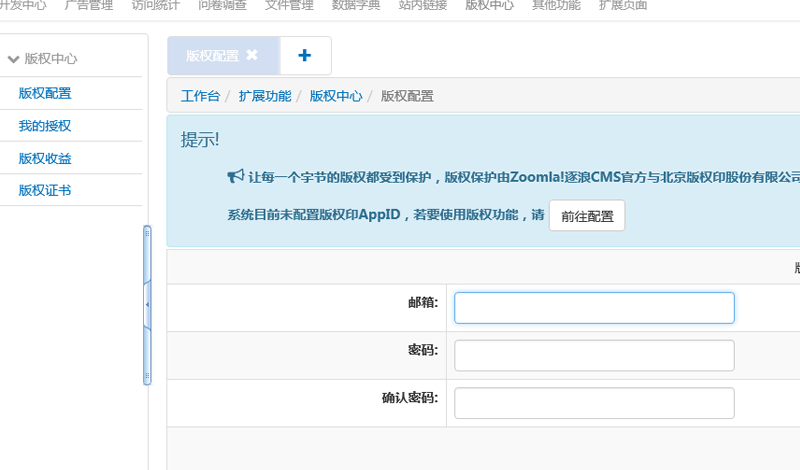 开发中心 广告管理 访问统计 问卷调查 文件管理 数据字典 站内链接 版权中心 其他功能 扩展页面
版权中心
版权配置
我的授权
版权收益
版权证书
版权配置
工作台 / 扩展功能 / 版权中心 / 版权配置
提示!
让每一个字节的版权都受到保护，版权保护由Zoomla!逐浪CMS官方与北京版权印股份有限公司
系统目前未配置版权印AppID，若要使用版权功能，请 前往配置
邮箱:
密码:
确认密码: